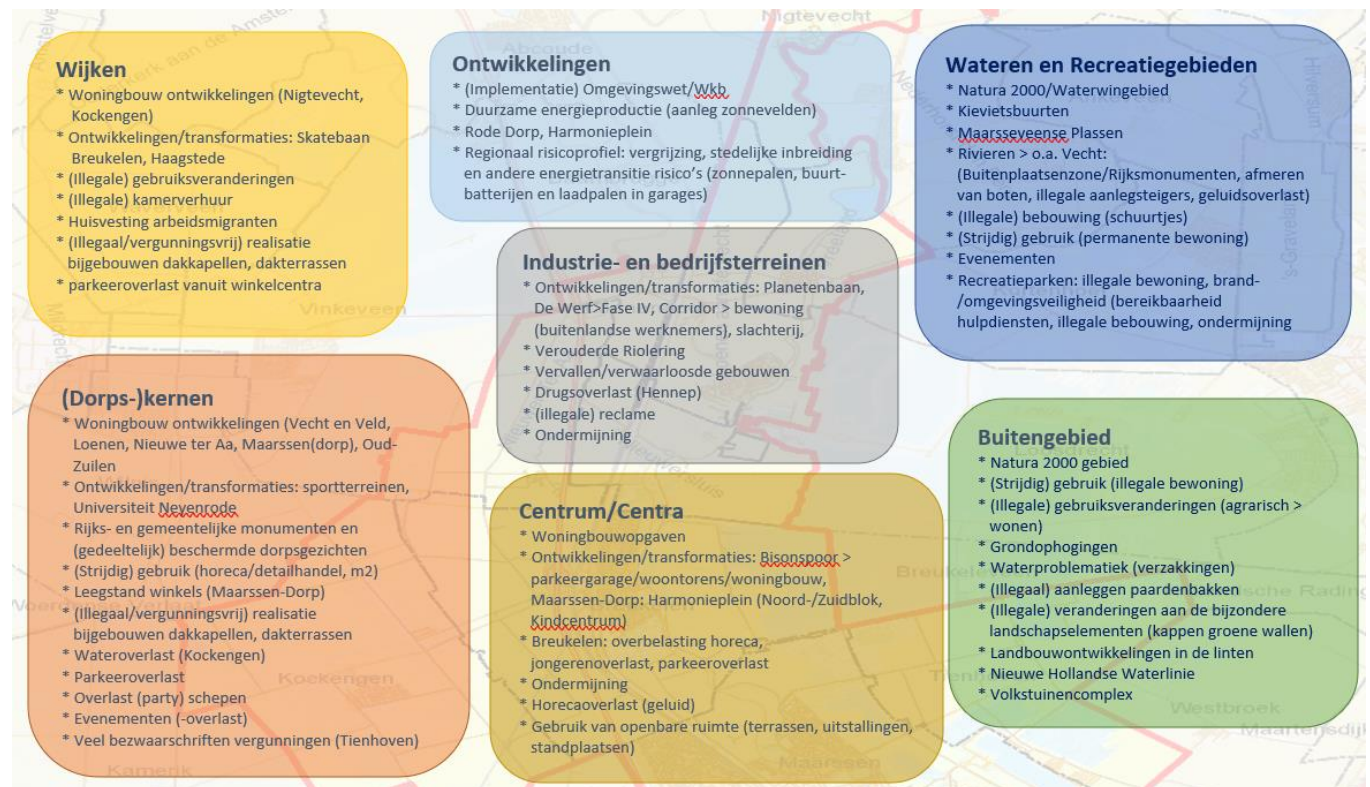 Wijken
* Woningbouw ontwikkelingen (Nigtevecht,
Kockengen)
* Ontwikkelingen/transformaties: Skatebaan
Breukelen, Haagstede
* (Illegale) gebruiksveranderingen
* (Illegale) kamerverhuur
* Huisvesting arbeidsmigranten
* (Illegaal/vergunningsvrij) realisatie
bijgebouwen dakkapellen, dakterrassen
* parkeeroverlast vanuit winkelcentra
Ontwikkelingen
* (Implementatie) Omgevingswet/Wkb
* Duurzame energieproductie (aanleg zonnevelden)
* Rode Dorp, Harmonieplein
* Regionaal risicoprofiel: vergrijzing, stedelijke inbreiding
en andere energietransitie risico's (zonnepalen, buurt-
batterijen en laadpalen in garages)
Wateren en Recreatiegebieden
* Natura 2000/Waterwingebied
* Kievietsbuurten
* Maarsseveense Plassen
* Rivieren > o.a. Vecht:
(Buitenplaatsenzone/Rijksmonumenten, afmeren
van boten, illegale aanlegsteigers, geluidsoverlast)
* (Illegale) bebouwing (schuurtjes)
* (Strijdig) gebruik (permanente bewoning)
* Evenementen
* Recreatieparken: illegale bewoning, brand-
/omgevingsveiligheid (bereikbaarheid
hulpdiensten, illegale bebouwing, ondermijning
Industrie- en bedrijfsterreinen
* Ontwikkelingen/transformaties: Planetenbaan,
De Werf>Fase IV, Corridor > bewoning
(buitenlandse werknemers), slachterij,
* Verouderde Riolering
* Vervallen/verwaarloosde gebouwen
* Drugsoverlast (Hennep)
* (illegale) reclame
* Ondermijning
(Dorps-)kernen
* Woningbouw ontwikkelingen (Vecht en Veld,
Loenen, Nieuwe ter Aa, Maarssen(dorp), Oud-
Zuilen
* Ontwikkelingen/transformaties: sportterreinen,
Universiteit Neyenrode
* Rijks- en gemeentelijke monumenten en
(gedeeltelijk) beschermde dorpsgezichten
* (Strijdig) gebruik (horeca/detailhandel, m2)
* Leegstand winkels (Maarssen-Dorp)
* (Illegaal/vergunningsvrij) realisatie
bijgebouwen dakkapellen, dakterrassen
* Wateroverlast (Kockengen)
* Parkeeroverlast
* Overlast (party) schepen
* Evenementen (-overlast)
* Veel bezwaarschriften vergunningen (Tienhoven)
Centrum/Centra
* Woningbouwopgaven
* Ontwikkelingen/transformaties: Bisonspoor >
parkeergarage/woontorens/woningbouw,
Maarssen-Dorp: Harmonieplein (Noord-/Zuidblok,
Kindcentrum)
* Breukelen: overbelasting horeca,
jongerenoverlast, parkeeroverlast
* Ondermijning
* Horecaoverlast (geluid)
* Gebruik van openbare ruimte (terrassen, uitstallingen,
standplaatsen)
Buitengebied
* Natura 2000 gebied
* (Strijdig) gebruik (illegale bewoning)
* (Illegale) gebruiksveranderingen (agrarisch >
wonen)
* Grondophogingen
* Waterproblematiek (verzakkingen)
* (Illegaal) aanleggen paardenbakken
* (Illegale) veranderingen aan de bijzondere
landschapselementen (kappen groene wallen)
* Landbouwontwikkelingen in de linten
* Nieuwe Hollandse Waterlinie
* Volkstuinencomplex
Nigtevecht
Abcoude
Vinkeveen
Kockengen
Kamerik
Maarssen
Westbroek
Hilversum